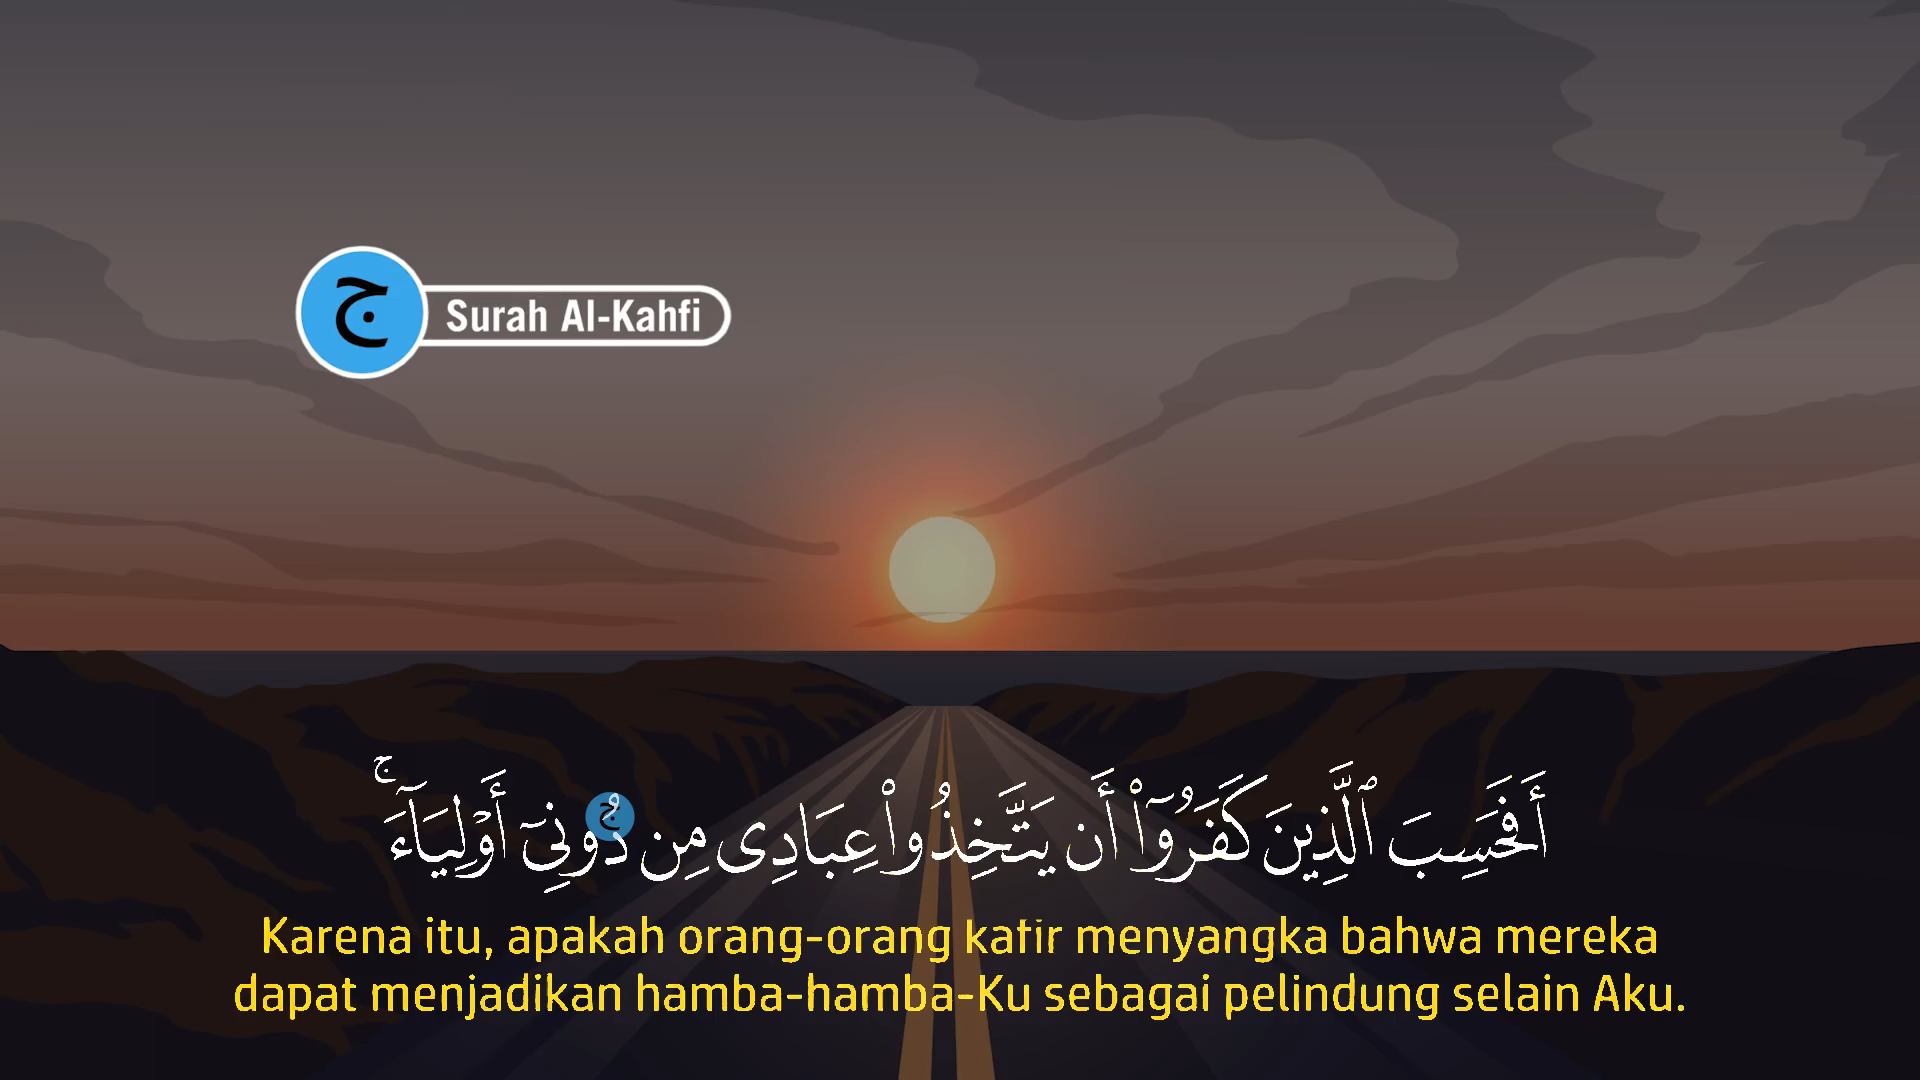 ج
Surah Al-Kahfi
أَفَحَسِبَ ٱلَّذِينَ كَفَرُوٓا۟ أَن يَتَّخِذُوا۟ عِبَادِى مِن دُونِىٓ أَوْلِيَآءَ ۚ
Karena itu, apakah orang-orang kafir menyangka bahwa mereka
dapat menjadikan hamba-hamba-Ku sebagai pelindung selain Aku.